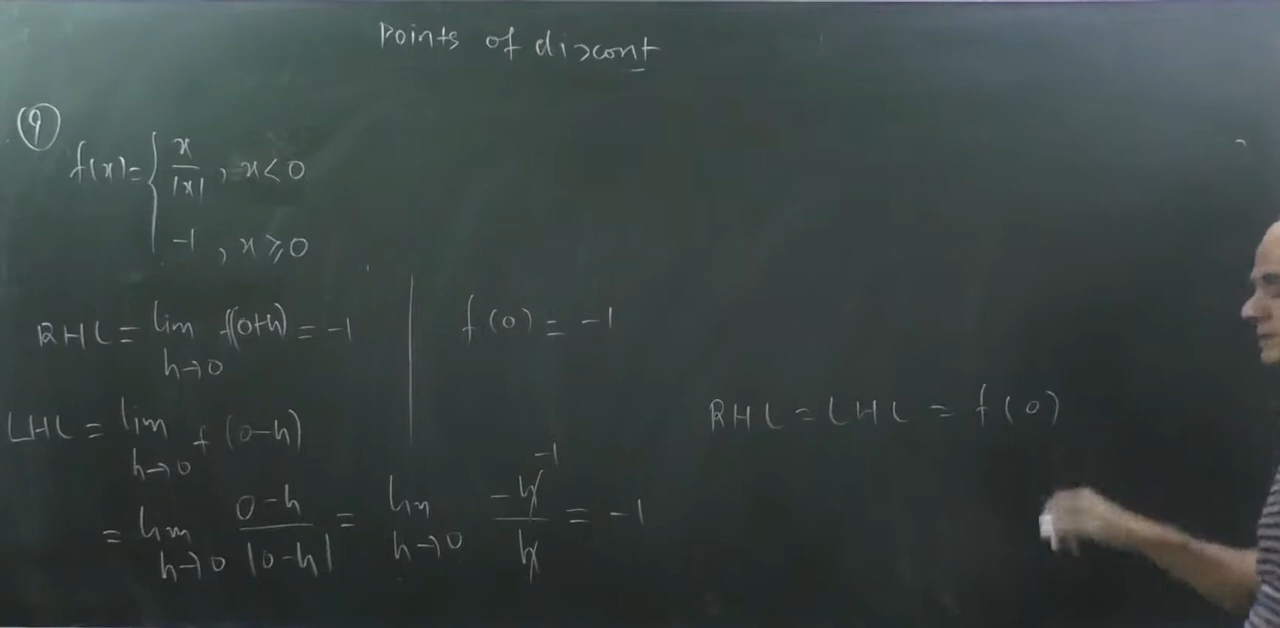 Points of discont
9
f(x)= { x/|x| , x<0
-1 , x≥0
RHL = lim h→0 f(0+h) = -1
f(0) = -1
LHL = lim h→0 f(0-h)
= lim h→0 0-h/|0-h| = lim h→0 -h/h -1 = -1
RHL = LHL = f(0)